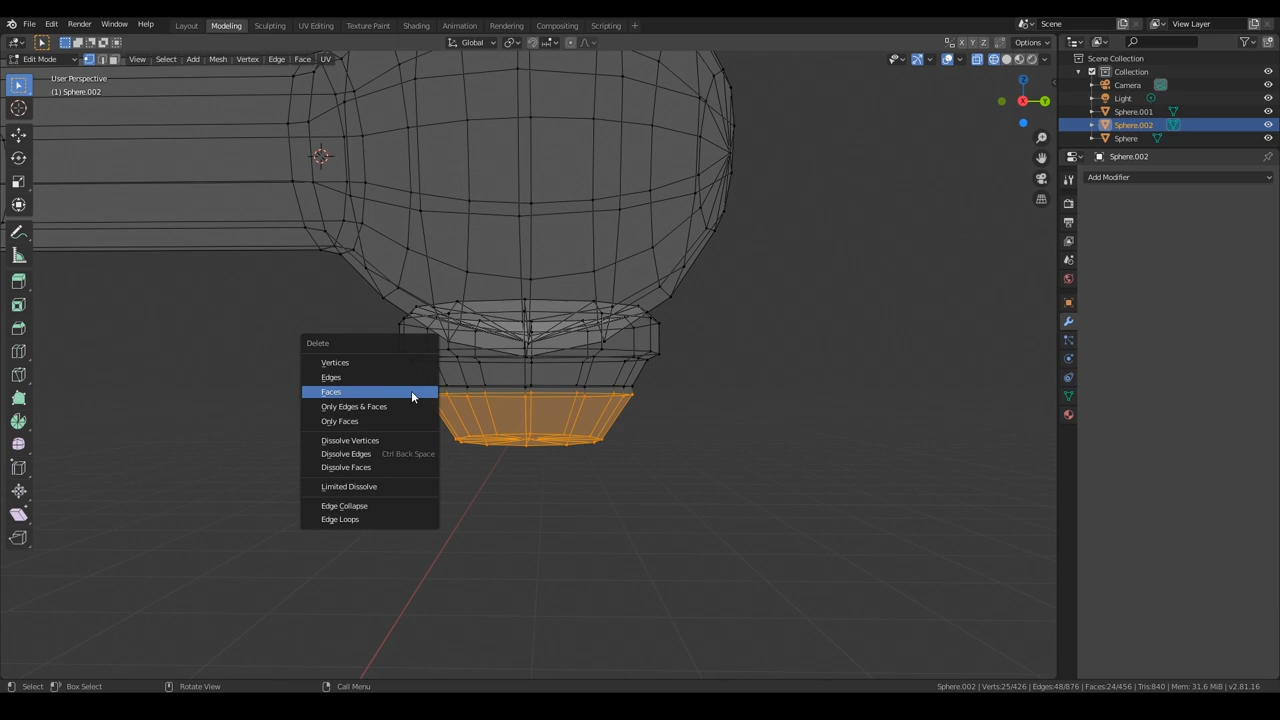 File Edit Render Window Help Layout Modeling Sculpting UV Editing Texture Paint Shading Animation Rendering Compositing Scripting + Scene View Layer
Global X Y Z Options
Edit Mode View Select Add Mesh Vertex Edge Face UV
User Perspective
(1) Sphere.002
Scene Collection
Collection
Camera
Light
Sphere.001
Sphere.002
Sphere
Sphere.002
Add Modifier
Z
X
Y
Delete
Vertices
Edges
Faces
Only Edges & Faces
Only Faces
Dissolve Vertices
Dissolve Edges Ctrl Back Space
Dissolve Faces
Limited Dissolve
Edge Collapse
Edge Loops
Select Box Select Rotate View Call Menu Sphere.002 | Verts:25/426 | Edges:48/876 | Faces:24/456 | Tris:840 | Mem: 31.6 MiB | v2.81.16